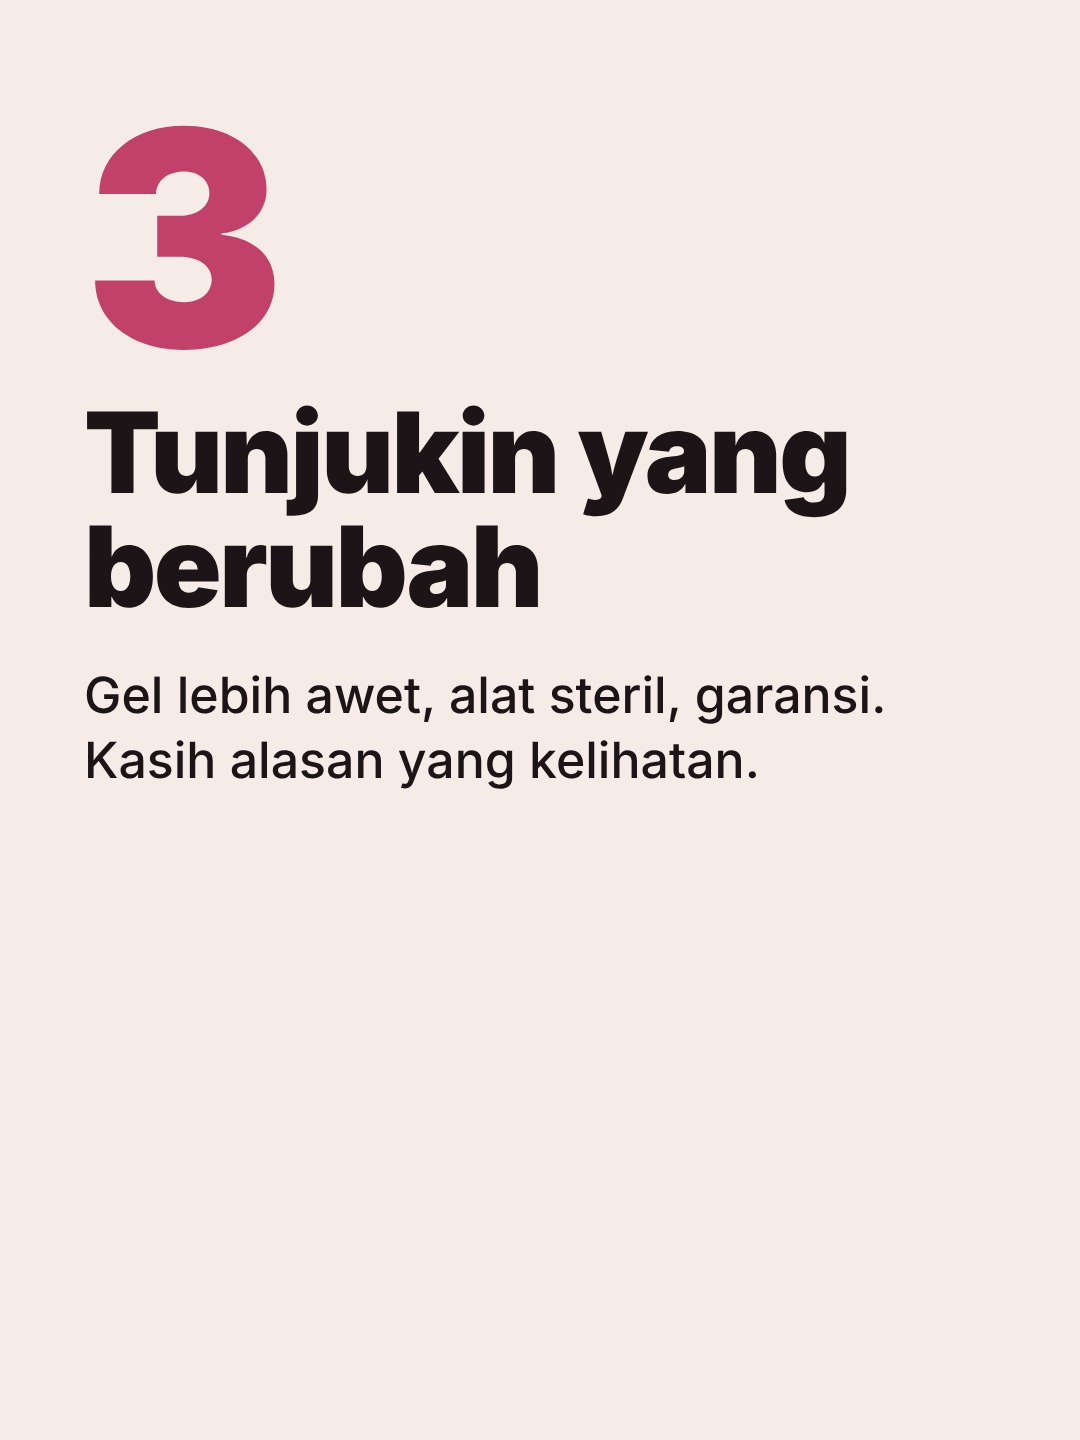 3
Tunjukin yang
berubah
Gel lebih awet, alat steril, garansi.
Kasih alasan yang kelihatan.